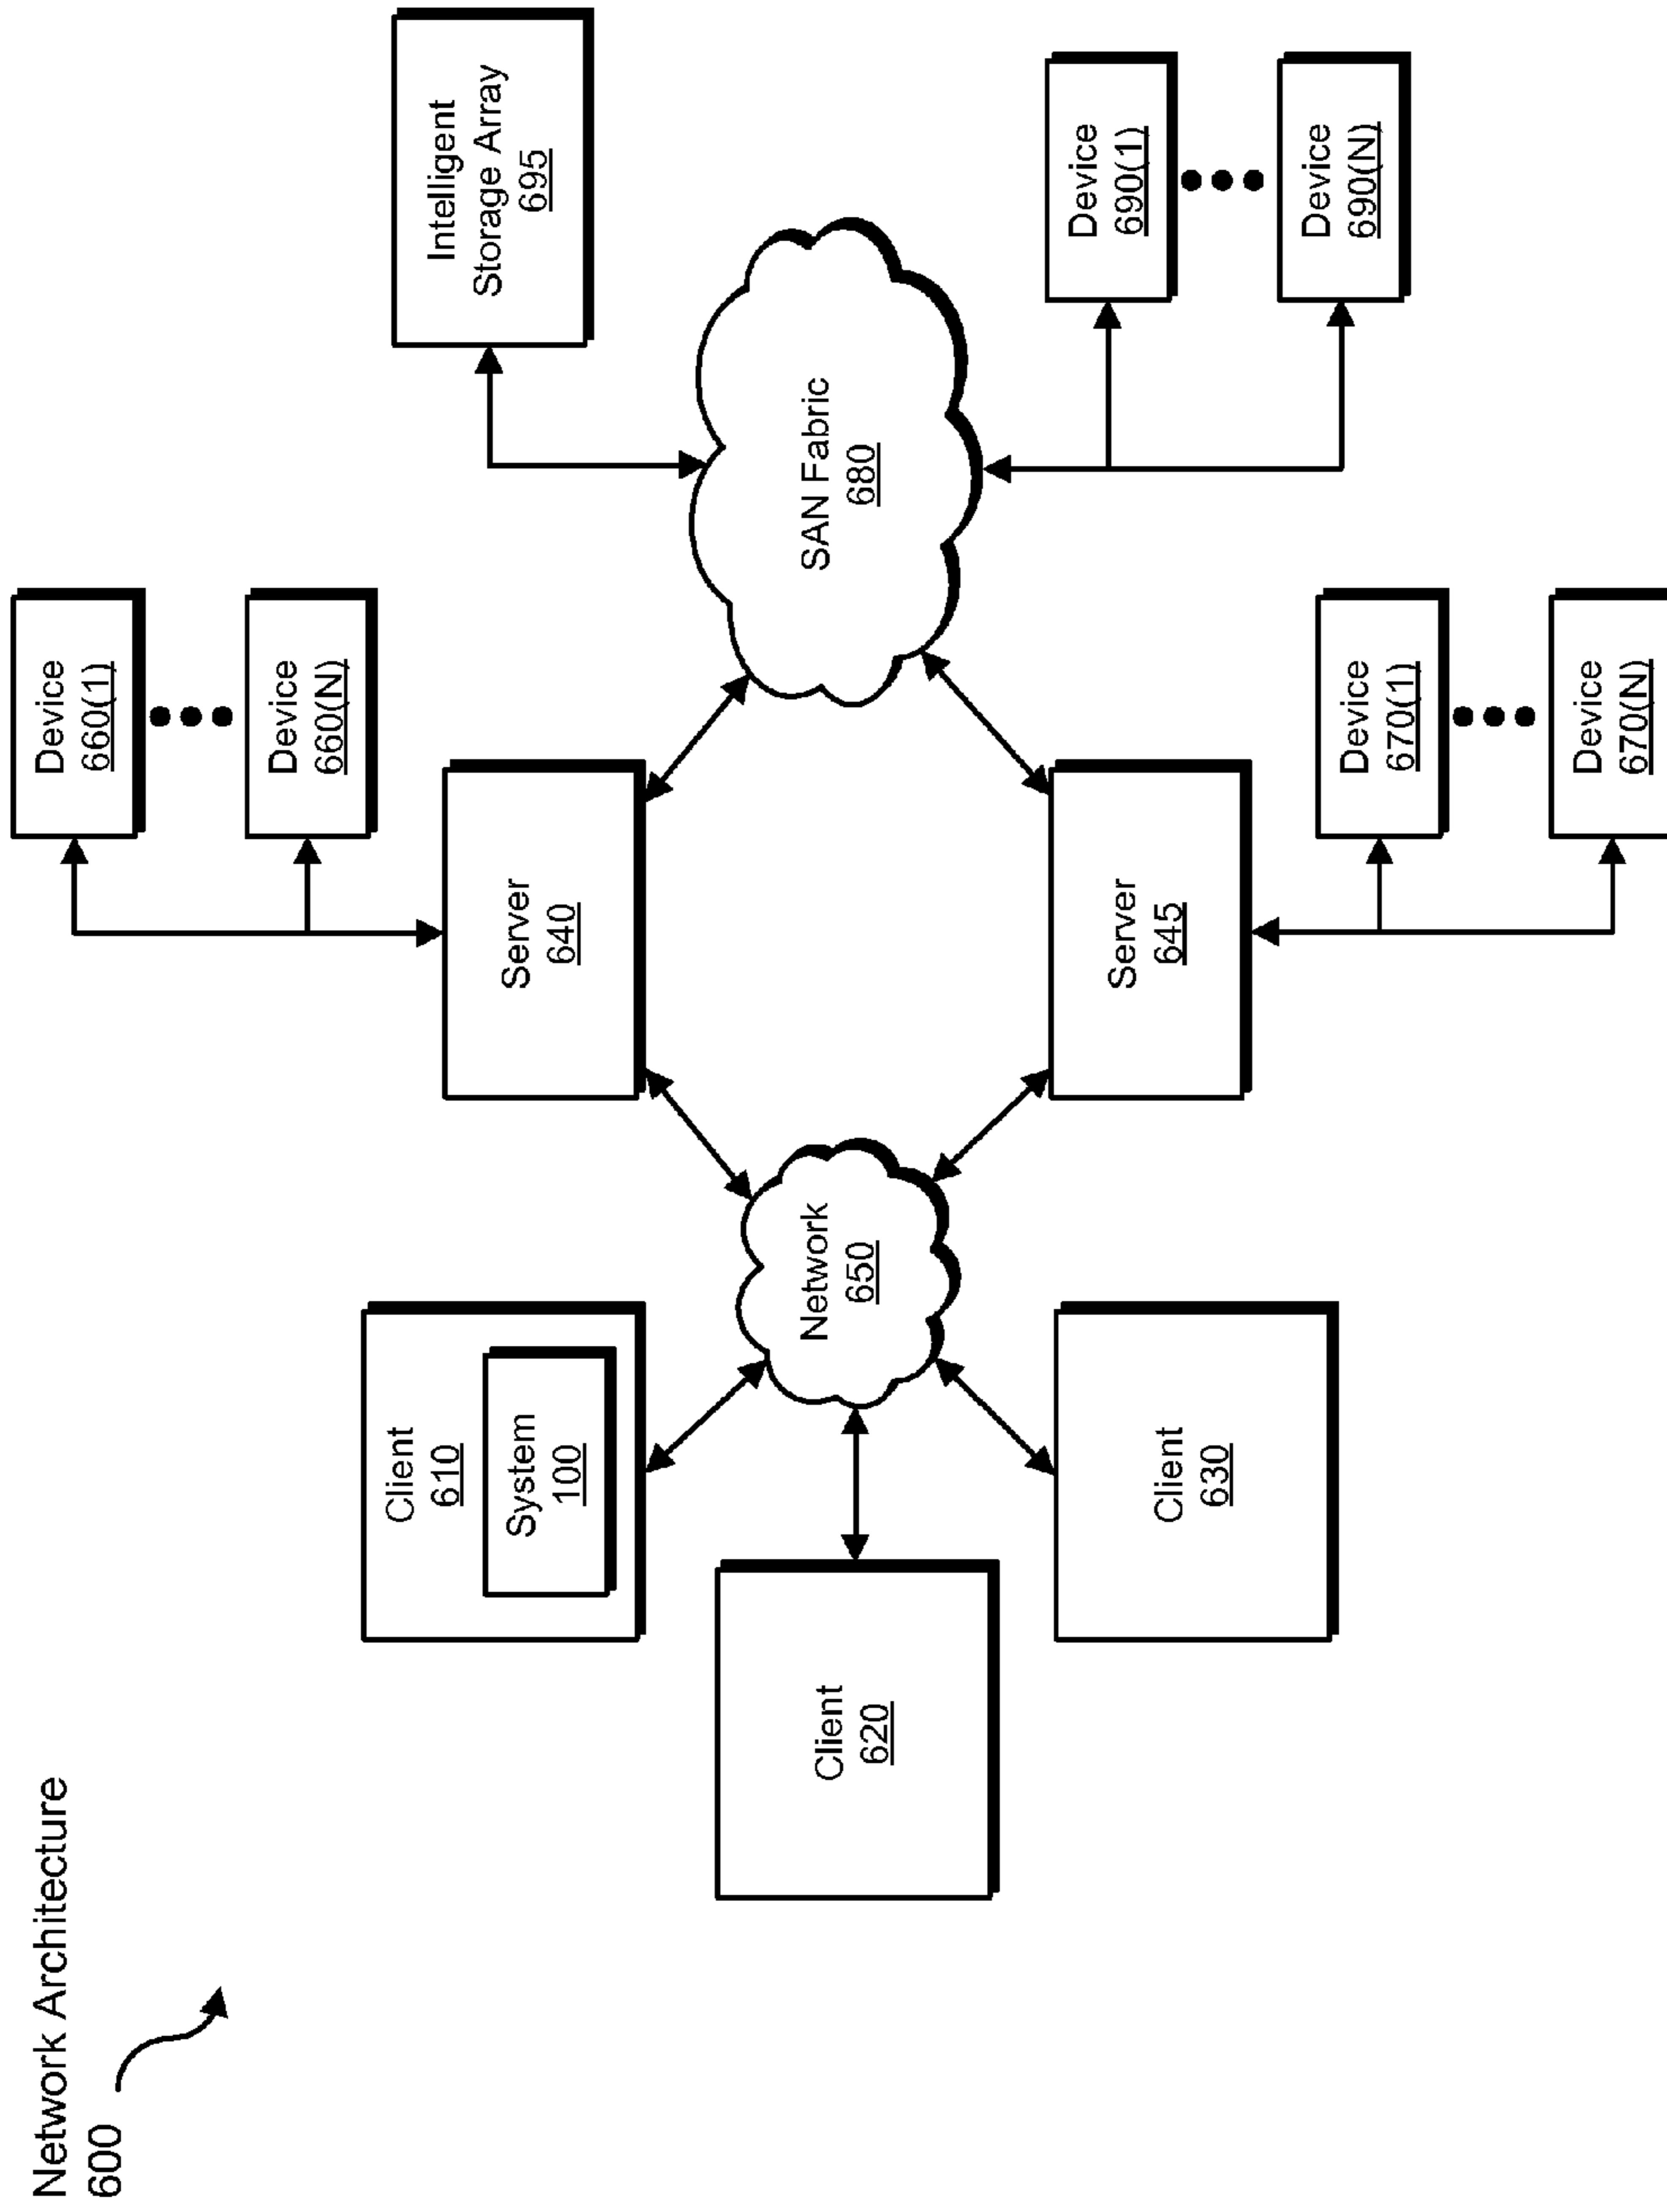 Network Architecture
600
Device
660(1)
Device
660(N)
Client
610
System
100
Server
640
Intelligent
Storage Array
695
Client
620
Network
650
SAN Fabric
680
Client
630
Server
645
Device
690(1)
Device
690(N)
Device
670(1)
Device
670(N)